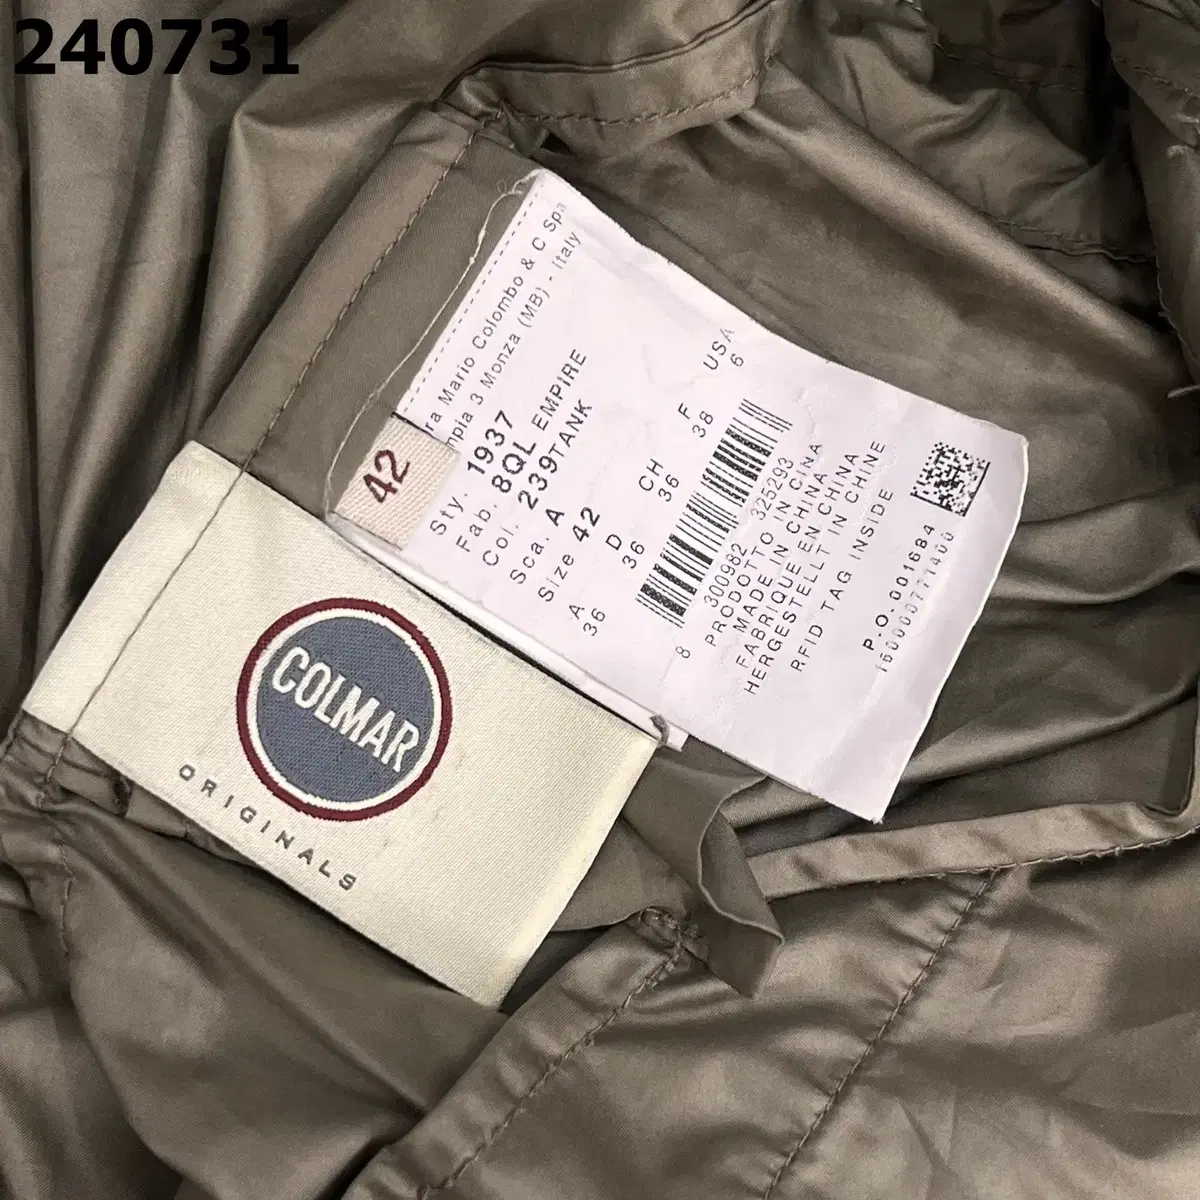 240731
ra Mario Colombo & C Spa
mpia 3 Monza (MB) - Italy
Sty. 1937
Fab. 8QL EMPIRE
Col. 239TANK
Sca. A
Size 42
A D CH F USA
36 36 36 38 6
8
300982 325293
PRODOTTO IN CINA
MADE IN CHINA
FABRIQUE EN CHINA
HERGESTELLT IN CHINE
RFID TAG INSIDE
P.O. 001684
42
COLMAR
ORIGINALS